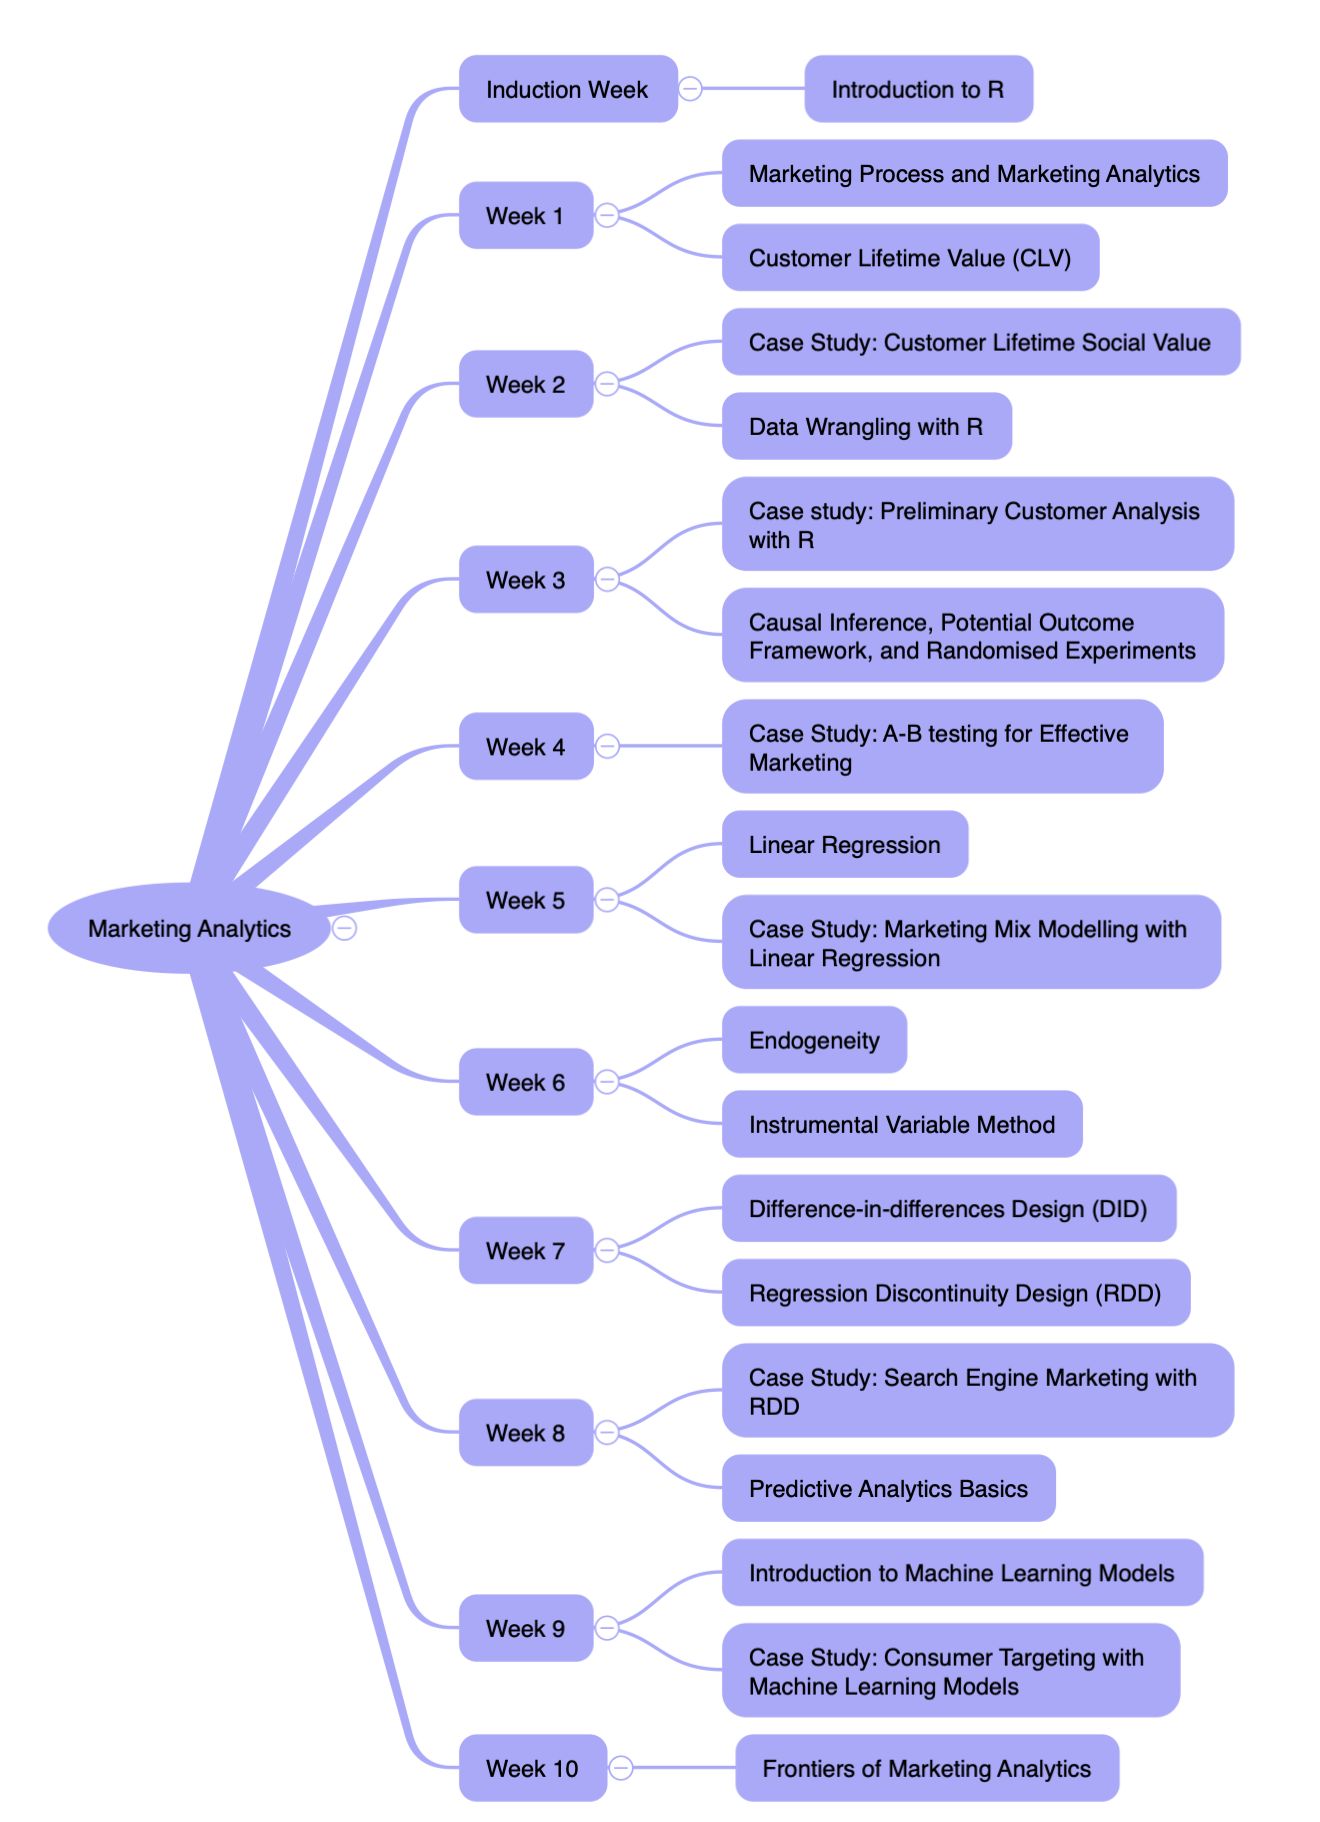 Induction Week
Introduction to R
Week 1
Marketing Process and Marketing Analytics
Customer Lifetime Value (CLV)
Week 2
Case Study: Customer Lifetime Social Value
Data Wrangling with R
Week 3
Case study: Preliminary Customer Analysis
with R
Causal Inference, Potential Outcome
Framework, and Randomised Experiments
Week 4
Case Study: A-B testing for Effective
Marketing
Marketing Analytics
Week 5
Linear Regression
Case Study: Marketing Mix Modelling with
Linear Regression
Week 6
Endogeneity
Instrumental Variable Method
Week 7
Difference-in-differences Design (DID)
Regression Discontinuity Design (RDD)
Week 8
Case Study: Search Engine Marketing with
RDD
Predictive Analytics Basics
Week 9
Introduction to Machine Learning Models
Case Study: Consumer Targeting with
Machine Learning Models
Week 10
Frontiers of Marketing Analytics